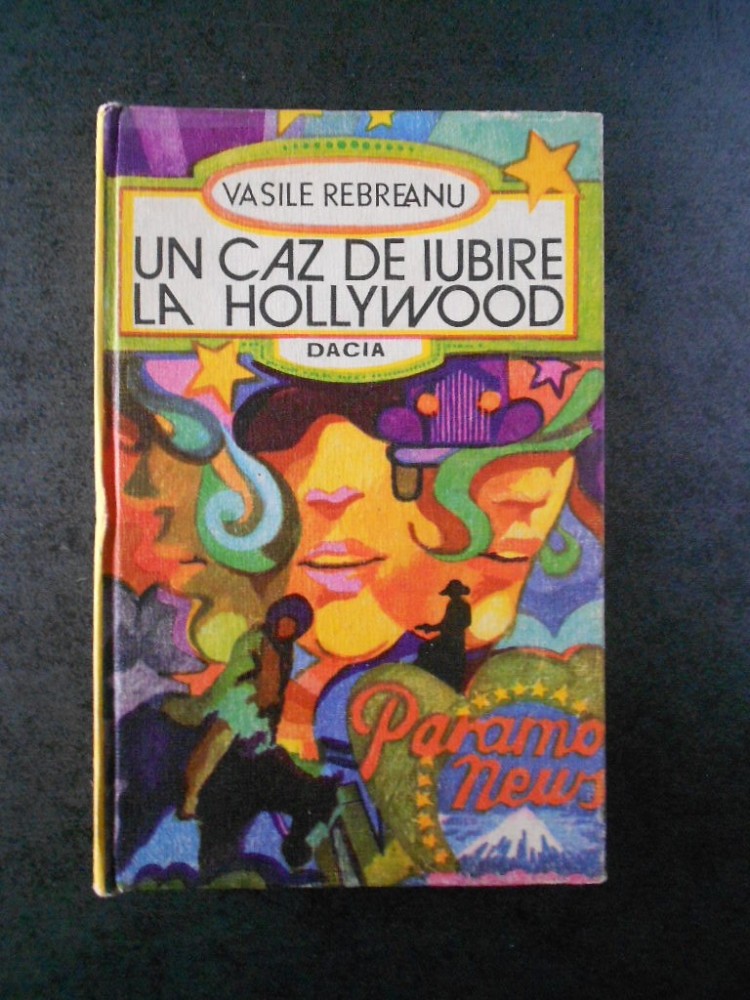 VASILE REBREANU
UN CAZ DE IUBIRE
LA HOLLYWOOD
DACIA
Paramo
News